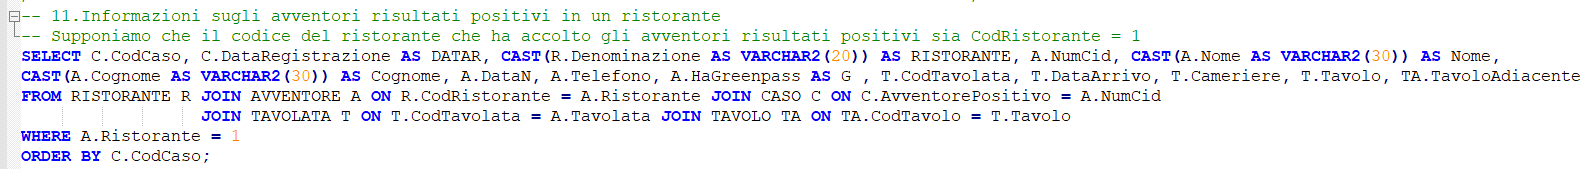 -- 11.Informazioni sugli avventori risultati positivi in un ristorante
-- Supponiamo che il codice del ristorante che ha accolto gli avventori risultati positivi sia CodRistorante = 1
SELECT C.CodCaso, C.DataRegistrazione AS DATAR, CAST(R.Denominazione AS VARCHAR2(20)) AS RISTORANTE, A.NumCid, CAST(A.Nome AS VARCHAR2(30)) AS Nome,
CAST(A.Cognome AS VARCHAR2(30)) AS Cognome, A.DataN, A.Telefono, A.HaGreenpass AS G , T.CodTavolata, T.DataArrivo, T.Cameriere, T.Tavolo, TA.TavoloAdiacente
FROM RISTORANTE R JOIN AVVENTORE A ON R.CodRistorante = A.Ristorante JOIN CASO C ON C.AvventorePositivo = A.NumCid
JOIN TAVOLATA T ON T.CodTavolata = A.Tavolata JOIN TAVOLO TA ON TA.CodTavolo = T.Tavolo
WHERE A.Ristorante = 1
ORDER BY C.CodCaso;